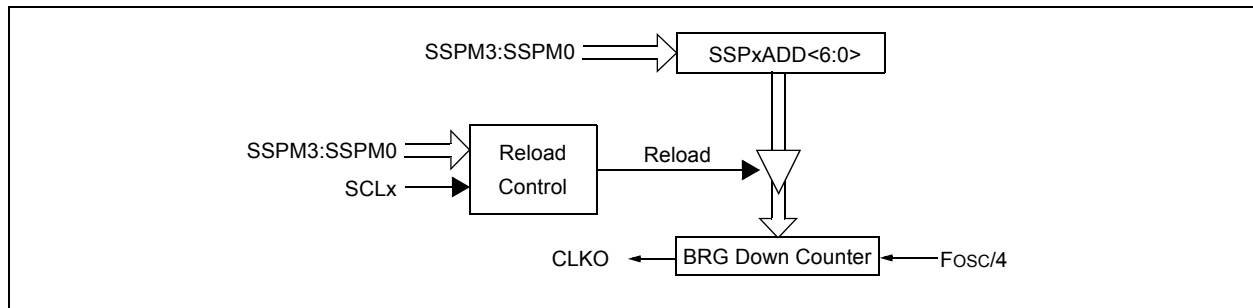 SSPM3:SSPM0
SSPxADD<6:0>
SSPM3:SSPM0
SCLx
Reload
Control
Reload
CLKO
BRG Down Counter
FOSC/4